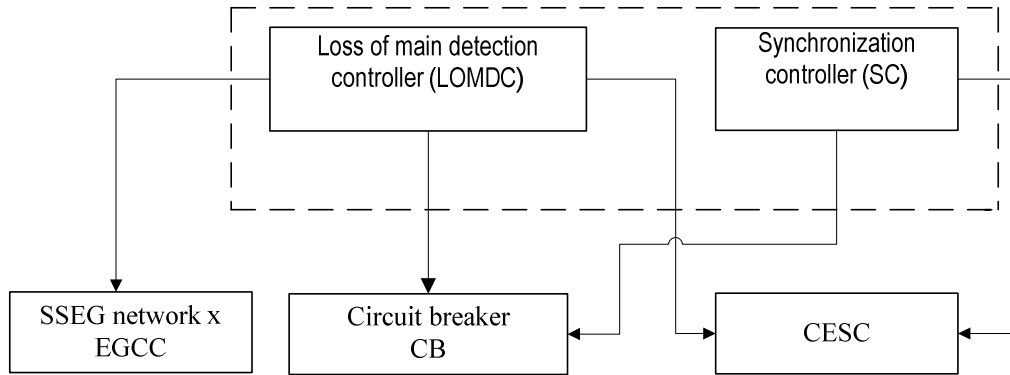 Loss of main detection
controller (LOMDC)
Synchronization
controller (SC)
SSEG network x
EGCC
Circuit breaker
CB
CESC